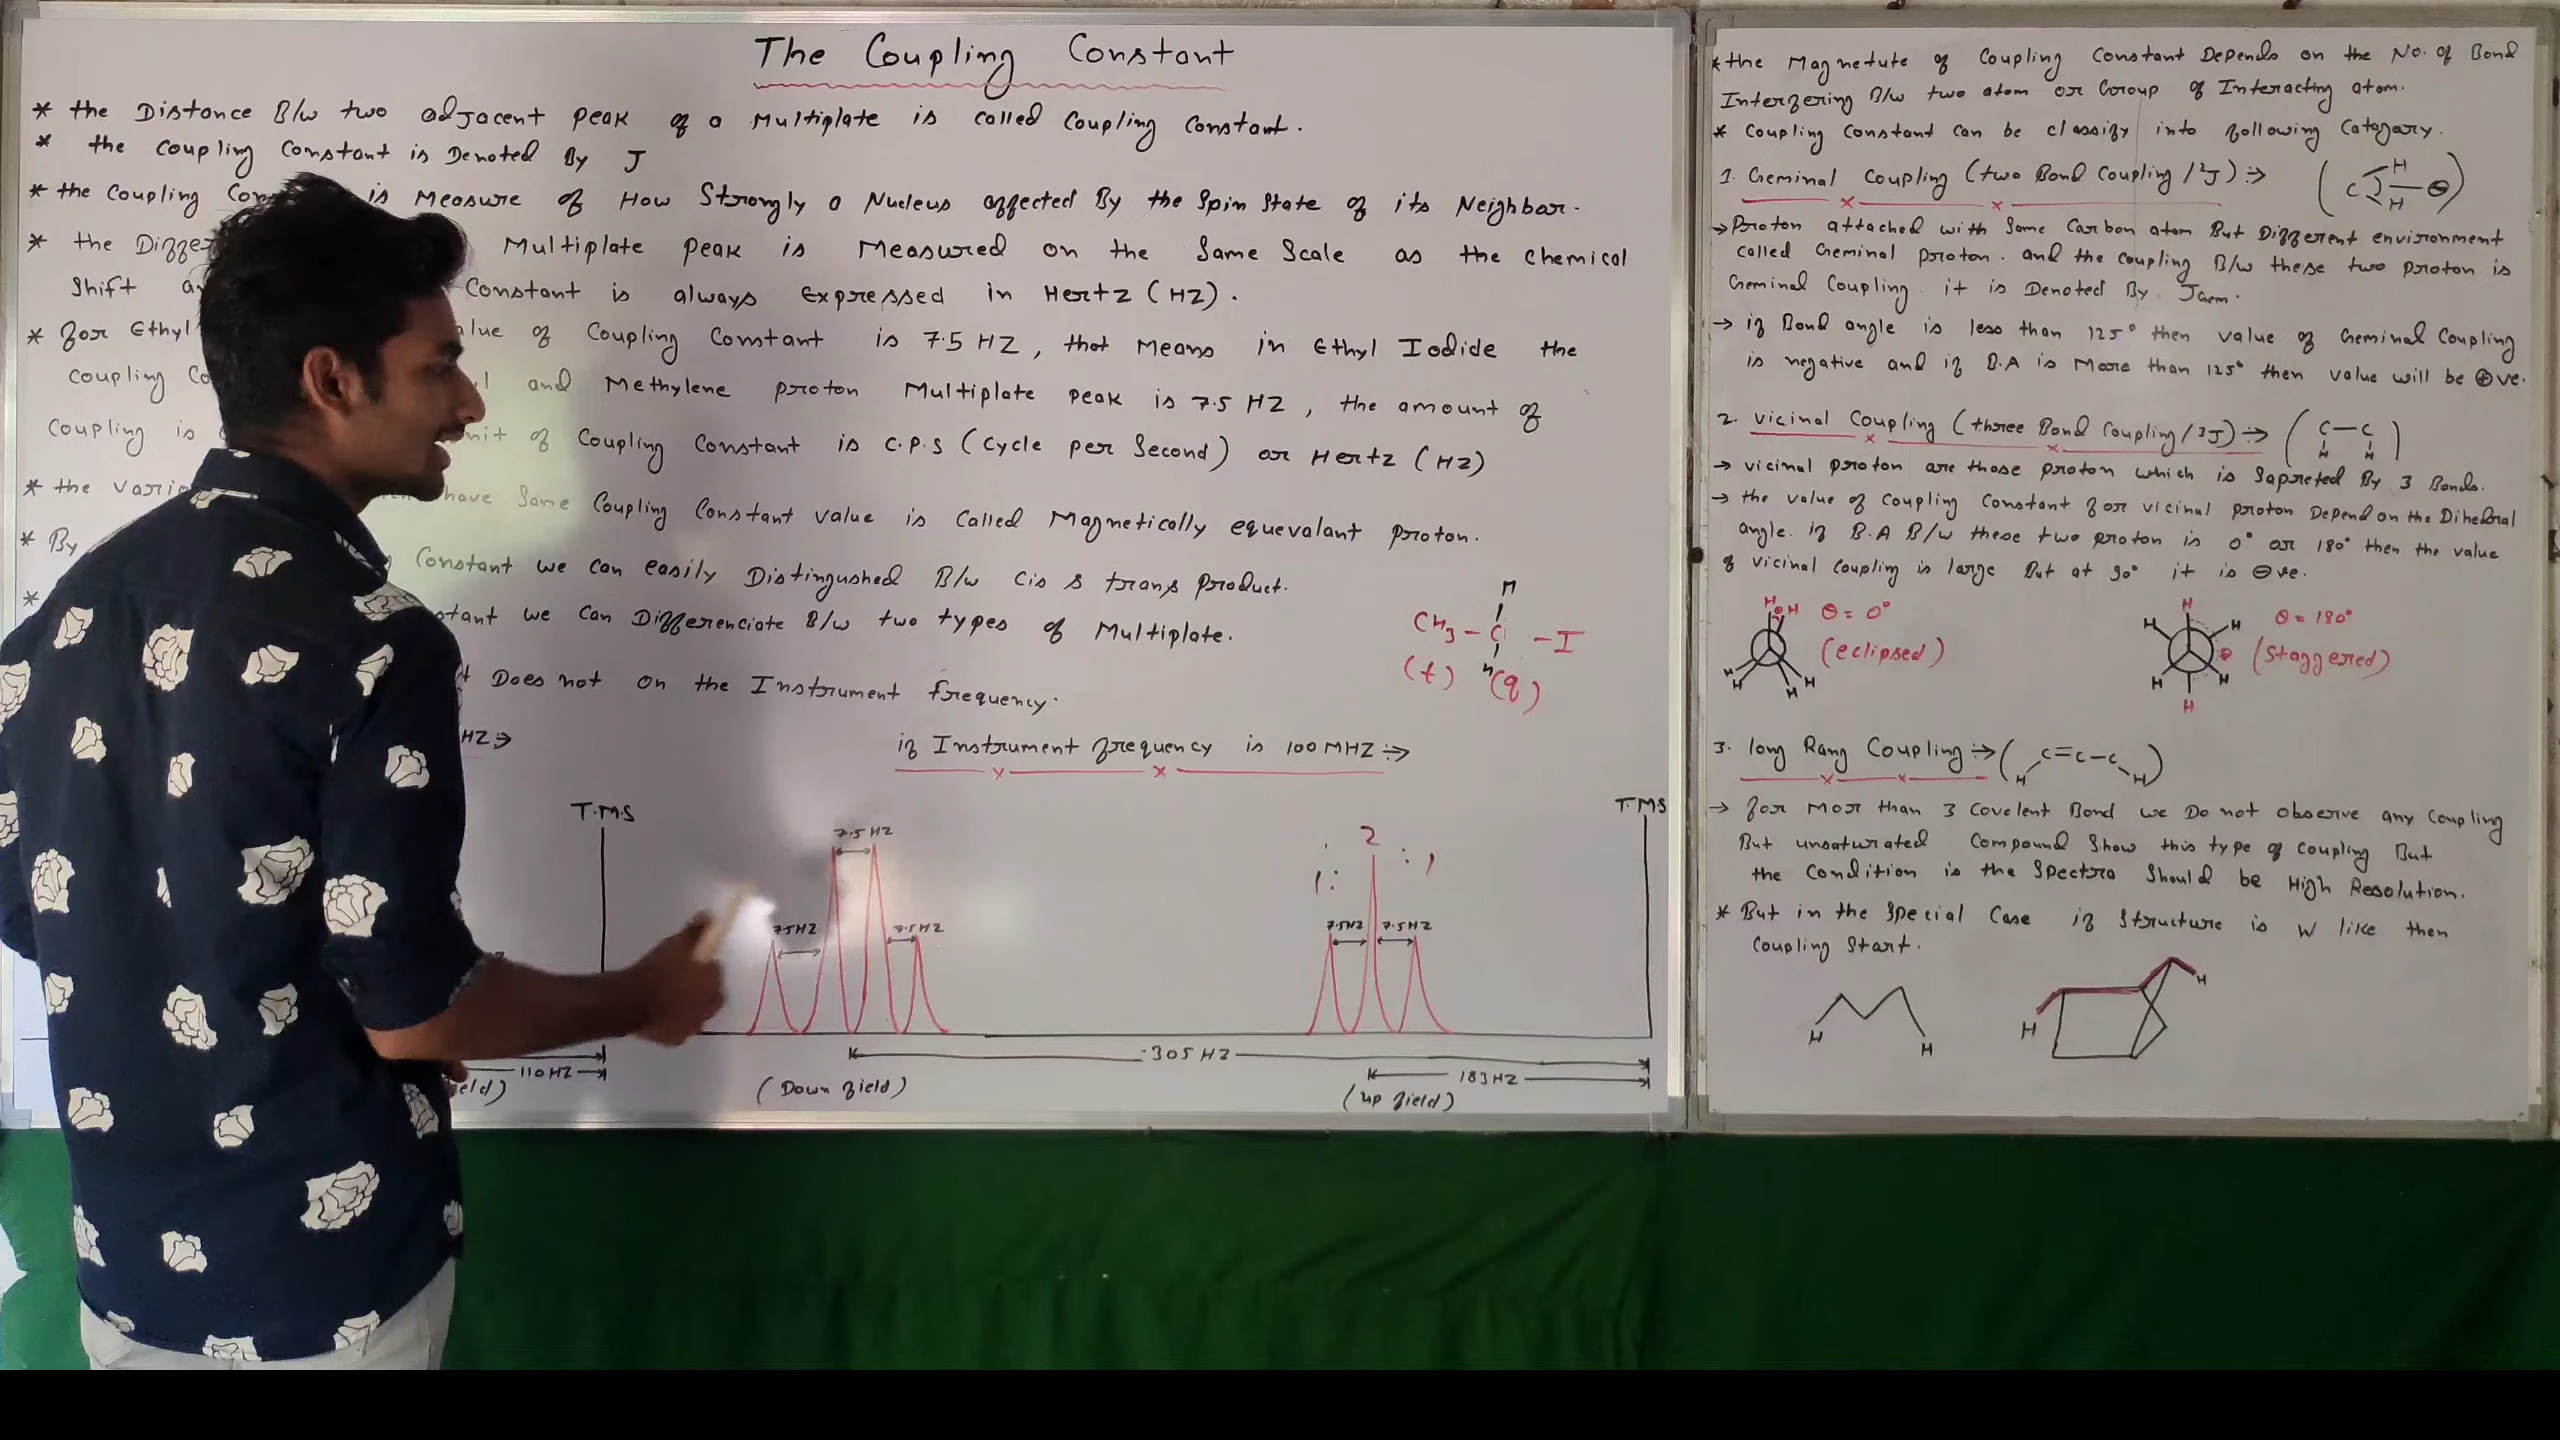 The Coupling Constant
* the Distance B/w two adjacent peak of a Multiplate is called Coupling Constant.
* the Coupling Constant is Denoted By J
* the Coupling is Measure of How Strongly a Nucleus affected By the Spin State of its Neighbor.
* the Multiplate peak is Measured on the Same Scale as the chemical
Shift Constant is always Expressed in Hertz (HZ).
* for Ethyl value of Coupling Constant is 7.5 HZ, that Means in Ethyl Iodide the
Coupling and Methylene proton Multiplate peak is 7.5 HZ, the amount of
Coupling is of Coupling Constant is C.P.S (Cycle per Second) or Hertz (HZ)
* the have Same Coupling Constant value is Called Magnetically equevalant proton.
* By Constant we can easily Distingushed B/w Cis & trans product.
* we can Differenciate B/w two types of Multiplate.
Does not on the Instrument frequency.
HZ ⇒
if Instrument frequency is 100 MHZ ⇒
H
CH3 - C - I
H
(t) (q)
T.M.S
7.5 HZ
7.5HZ
7.5HZ
1 : 2 : 1
7.5HZ
7.5HZ
T.M.S
110HZ
305 HZ
183HZ
(Down field)
(up field)
* the Magnetute of Coupling Constant Depends on the No. of Bond
Interfering B/w two atom or Group of Interacting atom.
* Coupling Constant can be classify into following Catagary.
1. Geminal Coupling (two Bond Coupling / 2J) ⇒
( C H H ⊖ )
→ Proton attached with Same Carbon atom But Different environment
called Geminal proton. and the coupling B/w these two proton is
Geminal Coupling. it is Denoted By Jgem.
→ if Bond angle is less than 125° then value of Geminal Coupling
is negative and if B.A is More than 125° then value will be ⊕ve.
2. vicinal Coupling (three Bond Coupling / 3J) ⇒
( C — C H H )
→ vicinal proton are those proton which is Sapreted By 3 Bonds.
→ the value of Coupling Constant for vicinal proton Depend on the Dihedral
angle. if B.A B/w these two proton is 0° or 180° then the value
of vicinal coupling is large But at 90° it is ⊖ve.
H H θ = 0°
(eclipsed)
H H H H
H θ = 180°
(Staggered)
H H H H
H
3. long Rang Coupling ⇒ ( H C=C-C H )
→ for Mor than 3 Covelent Bond we Do not Observe any Coupling
But unsaturated Compound Show this type of coupling But
the Condition is the Spectra Should be High Resolution.
* But in the Special Case if Structure is W like then
Coupling Start.
H H
H H